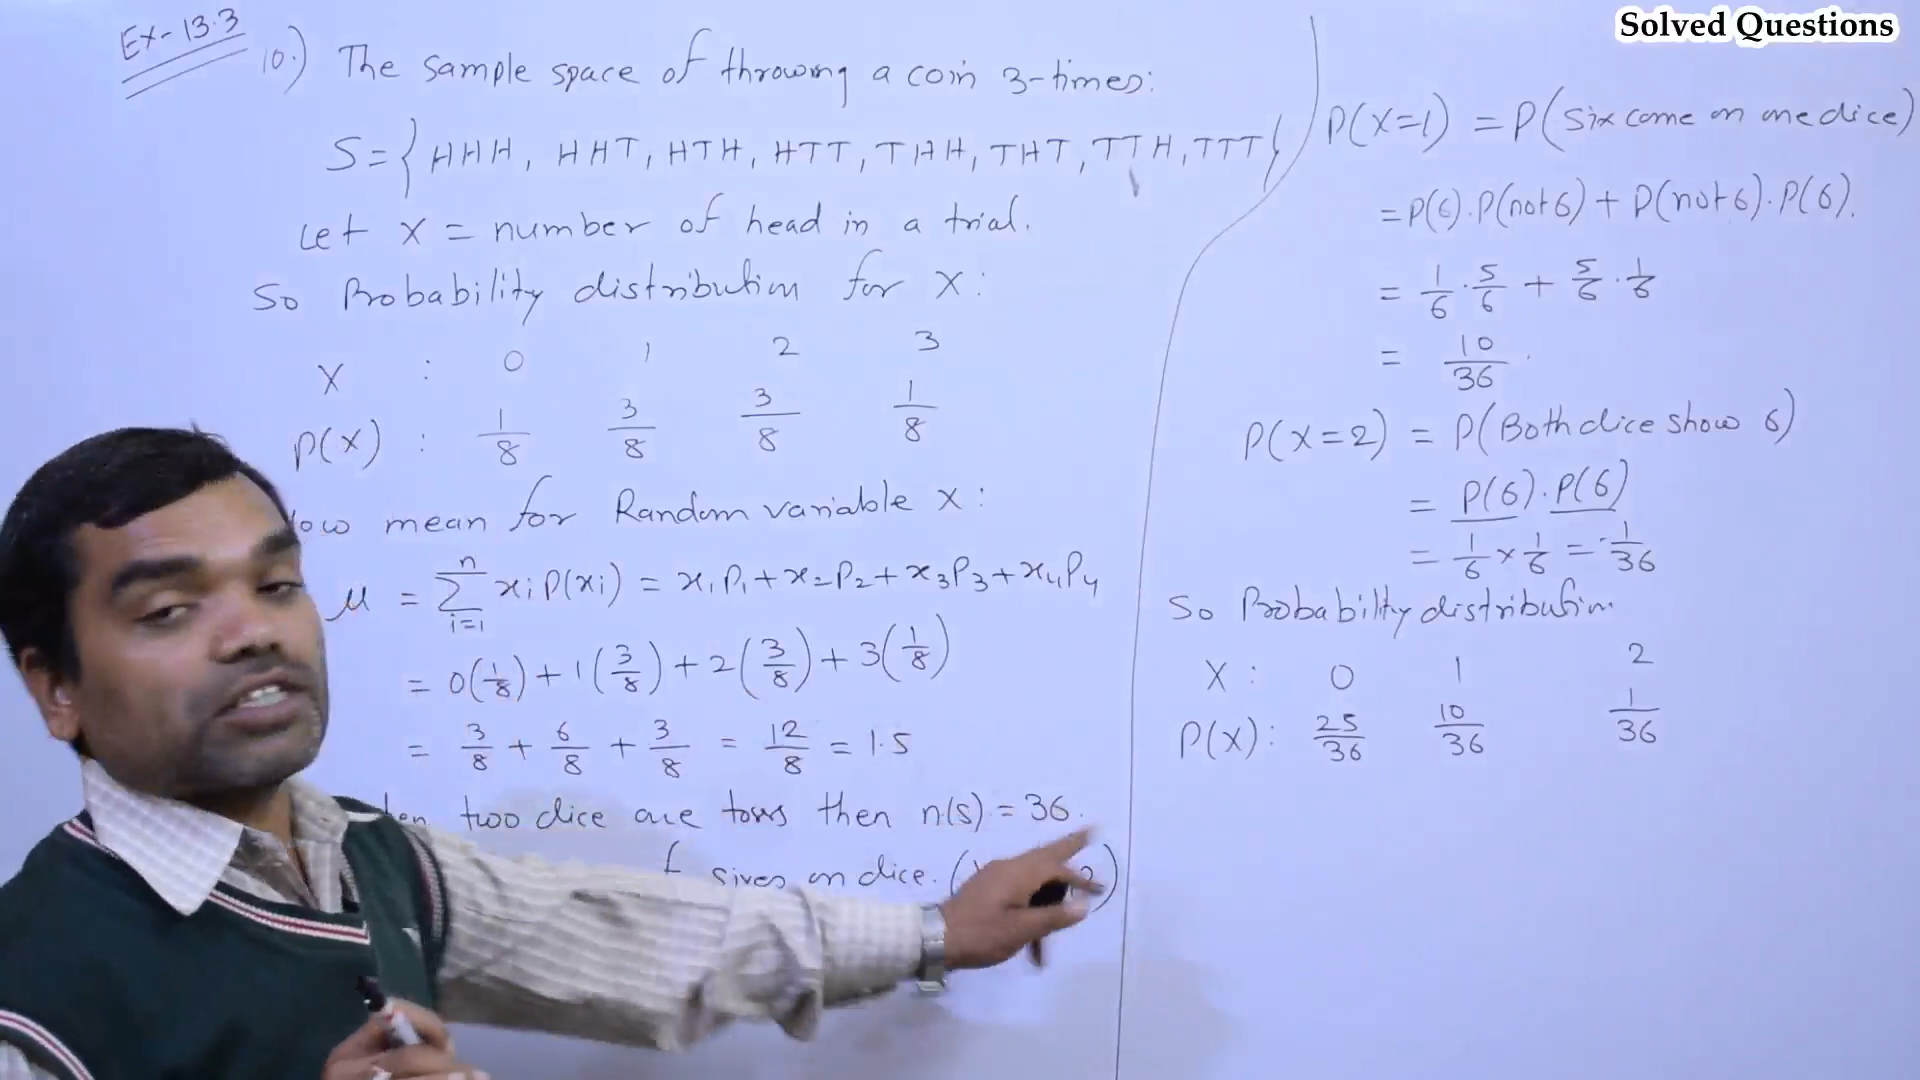 Solved Questions
Ex-13.3
10.) The sample space of throwing a coin 3-times:
S={HHH, HHT, HTH, HTT, THH, THT, TTH, TTT}
Let X = number of head in a trial.
So Probability distribution for X:
X : 0 1 2 3
P(X) : 1/8 3/8 3/8 1/8
mean for Random variable X:
μ = Σ_{i=1}^{n} xi P(xi) = x1P1+x2P2+x3P3+x4P4
= 0(1/8)+1(3/8)+2(3/8)+3(1/8)
= 3/8 + 6/8 + 3/8 = 12/8 = 1.5
two dice are toss then n(S) = 36.
sixes on dice. ( 2)
P(X=1) = P(Six come on one dice)
= P(6).P(not 6) + P(not 6).P(6).
= 1/6 . 5/6 + 5/6 . 1/6
= 10/36 .
P(X=2) = P(Both dice show 6)
= P(6).P(6)
= 1/6 × 1/6 = 1/36
So Probability distribution.
X : 0 1 2
P(X): 25/36 10/36 1/36